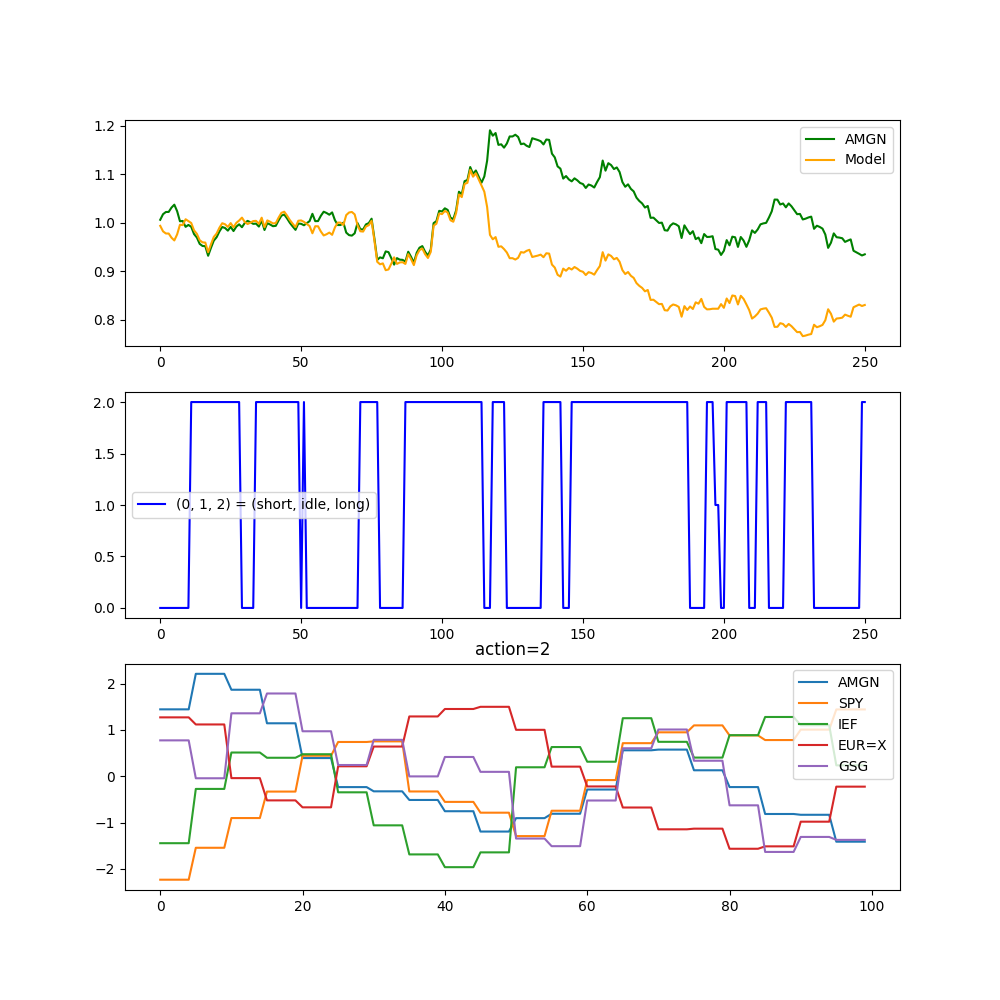 1.2
1.1
1.0
0.9
0.8
AMGN
Model
0 50 100 150 200 250
2.0
1.5
1.0
0.5
0.0
(0, 1, 2) = (short, idle, long)
0 50 100 150 200 250
action=2
2
1
0
−1
−2
AMGN
SPY
IEF
EUR=X
GSG
0 20 40 60 80 100